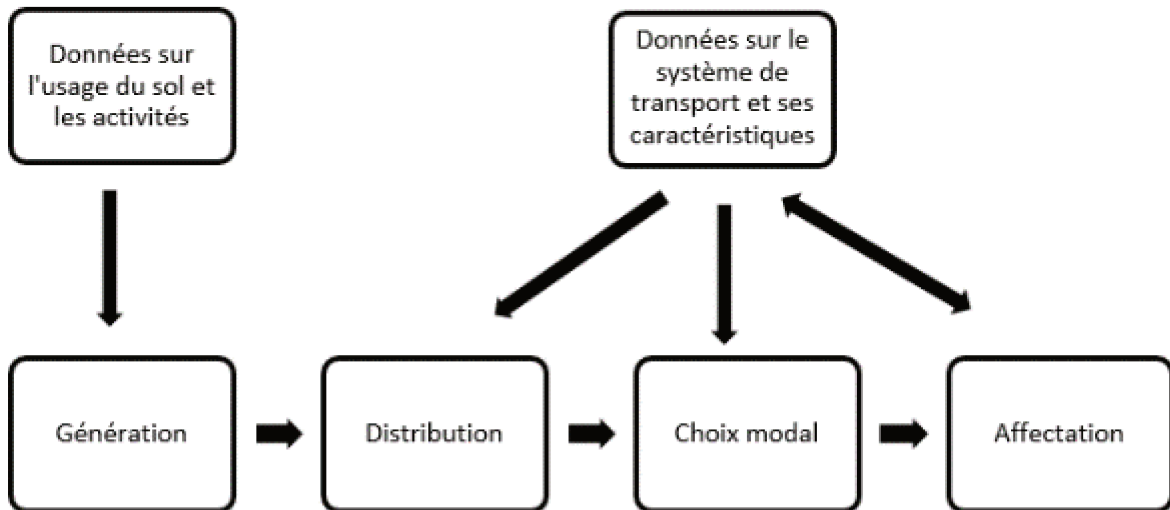 Données sur
l'usage du sol et
les activités
Données sur le
système de
transport et ses
caractéristiques
Génération
Distribution
Choix modal
Affectation